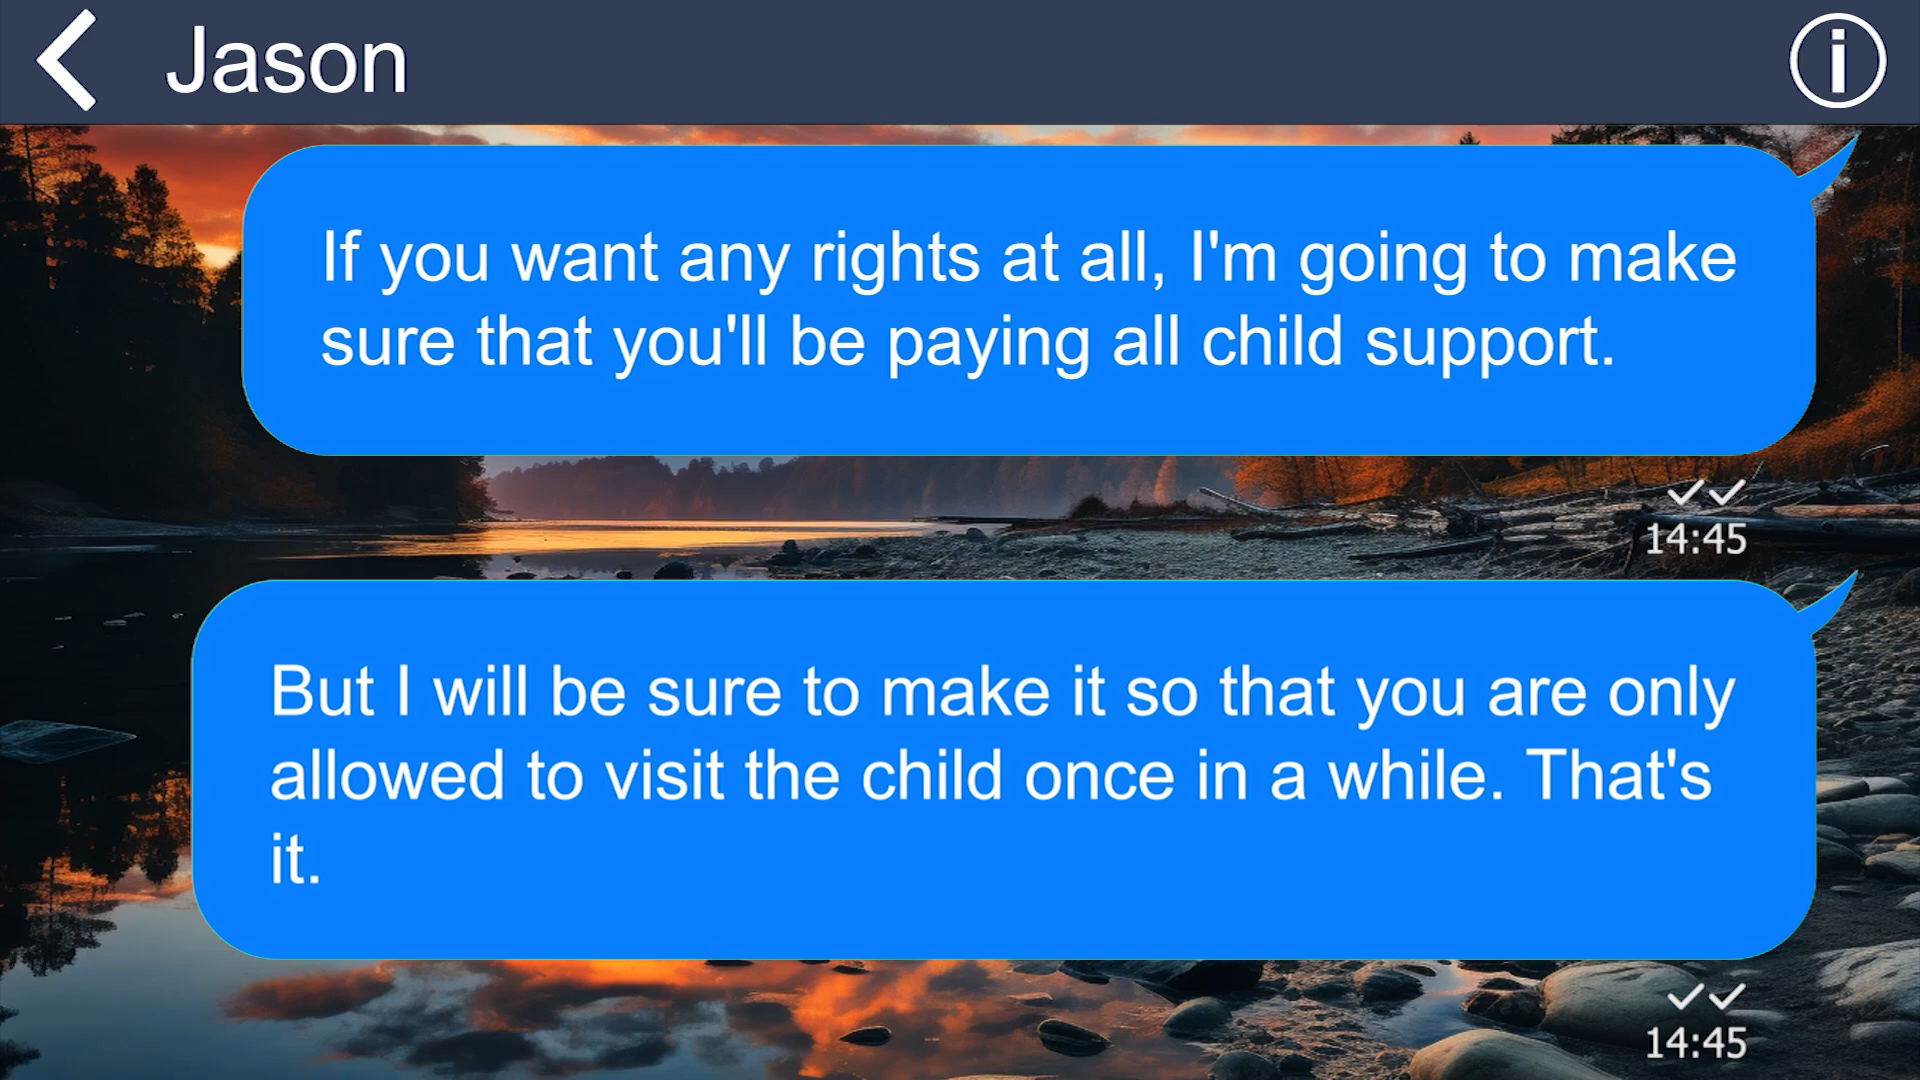 Jason
If you want any rights at all, I'm going to make
sure that you'll be paying all child support.
14:45
But I will be sure to make it so that you are only
allowed to visit the child once in a while. That's
it.
14:45